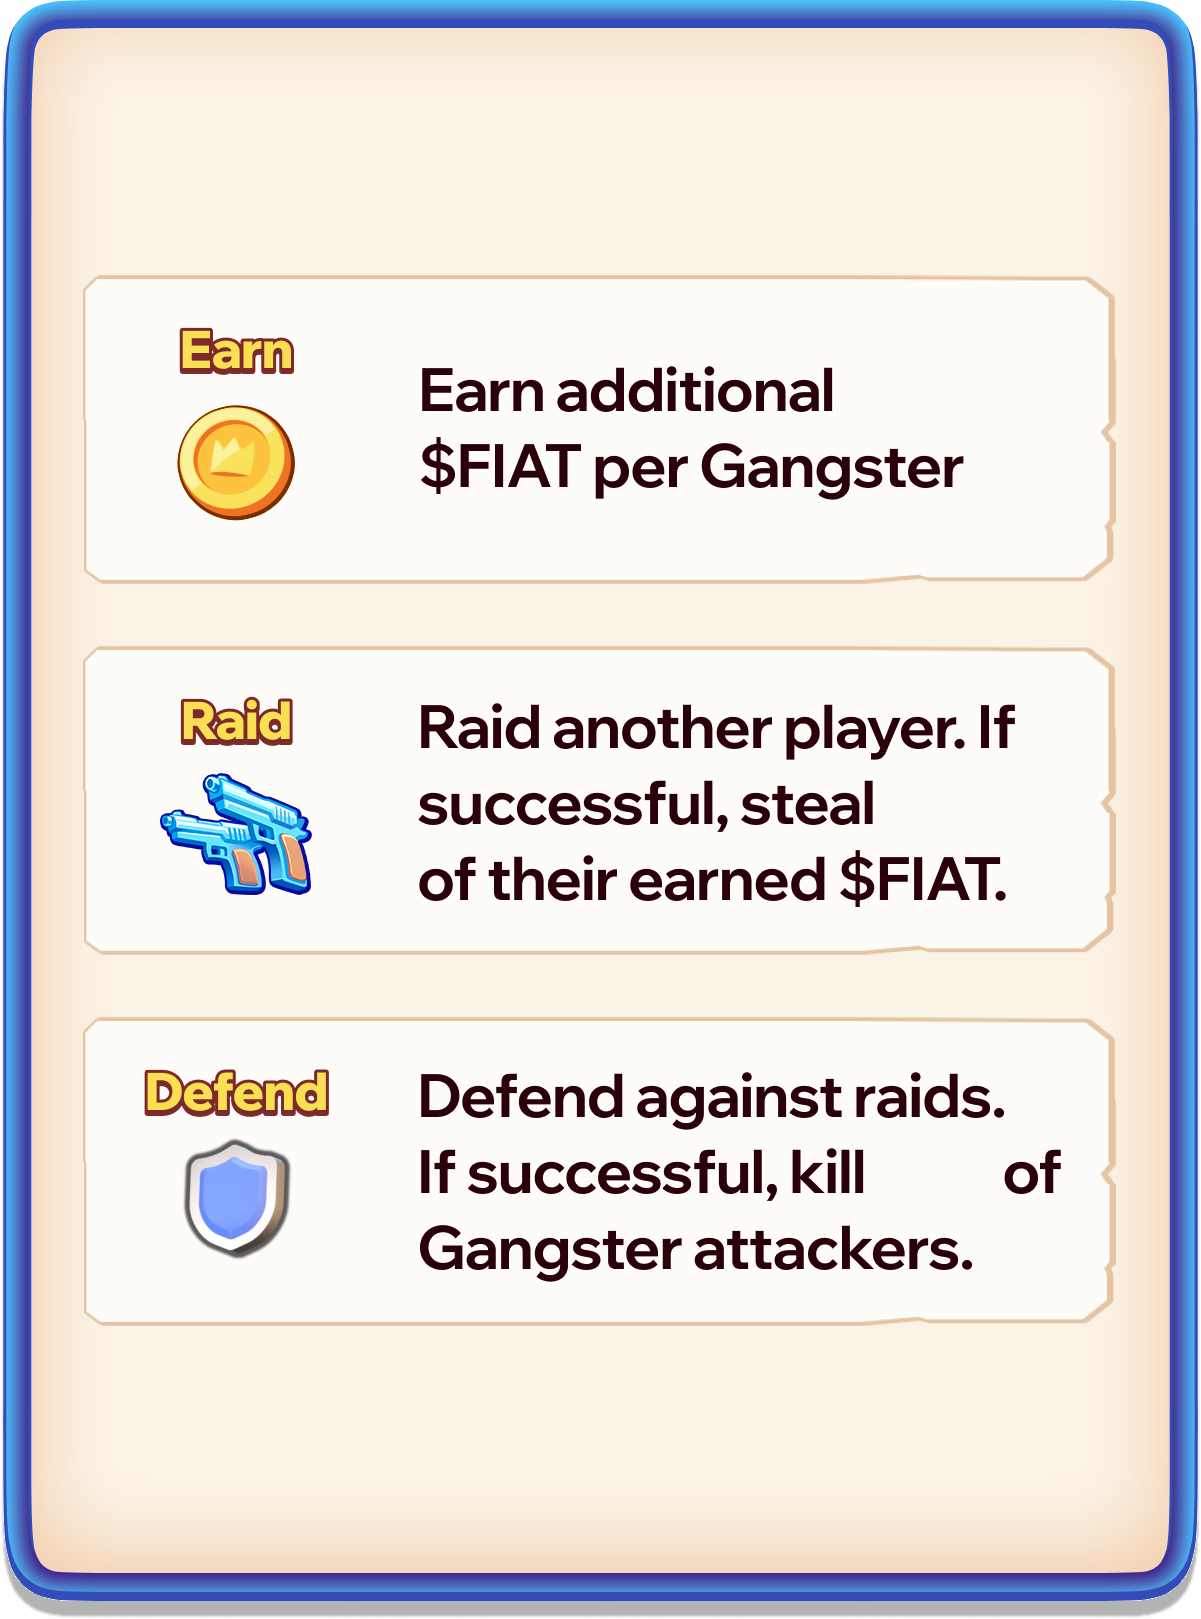 Earn
Earn additional
$FIAT per Gangster
Raid
Raid another player. If
successful, steal
of their earned $FIAT.
Defend
Defend against raids.
If successful, kill of
Gangster attackers.